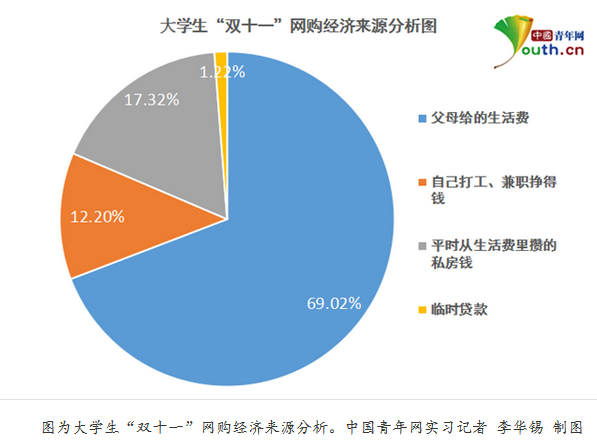 大学生“双十一”网购经济来源分析图
中國青年网
Youth.cn
1.22%
17.32%
12.20%
69.02%
父母给的生活费
自己打工、兼职挣得
钱
平时从生活费里攒的
私房钱
临时贷款
图为大学生“双十一”网购经济来源分析。中国青年网实习记者 李华锡 制图